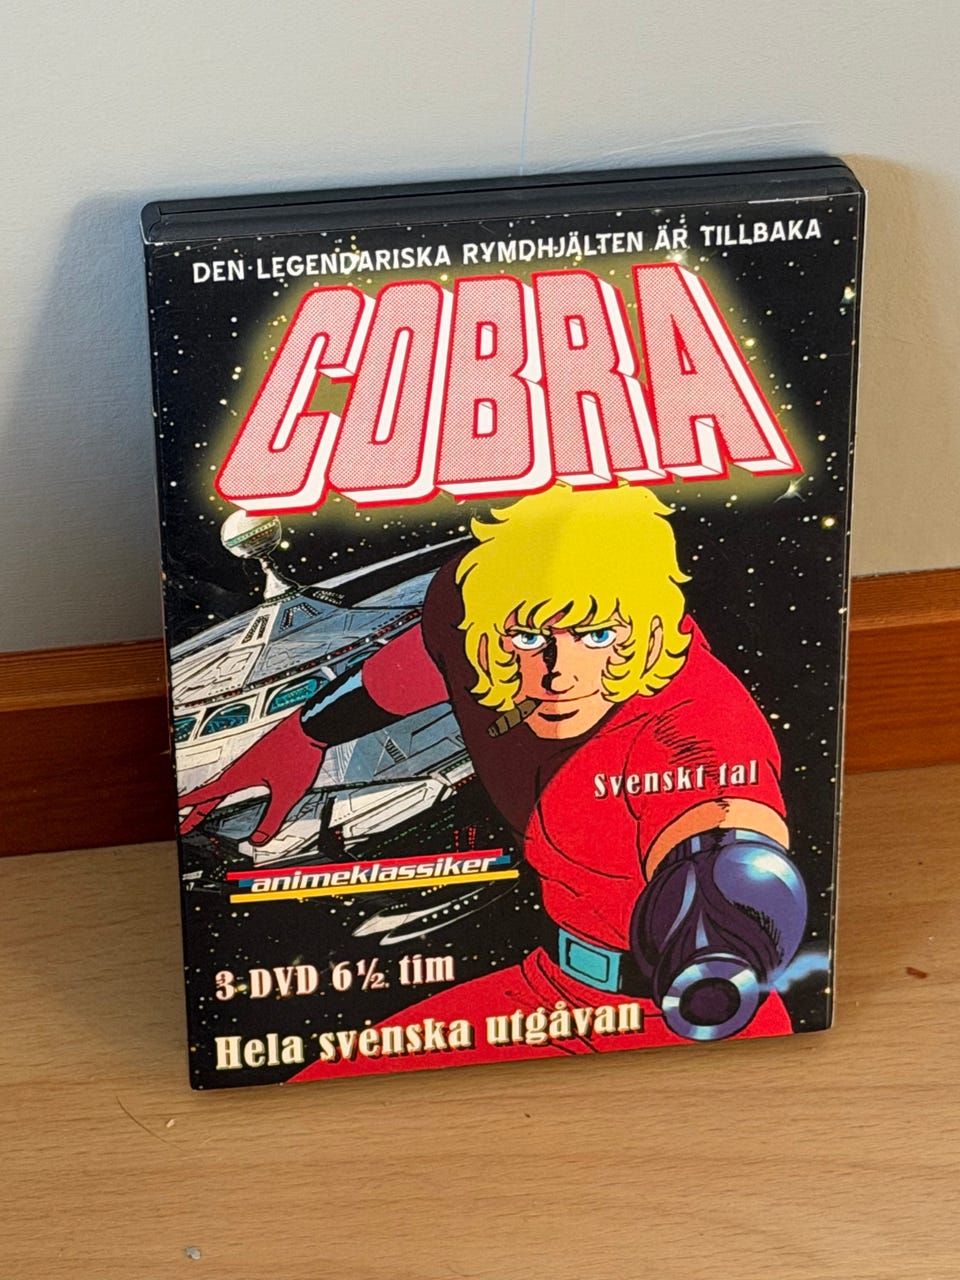 DEN LEGENDARISKA RYMDHJÄLTEN ÄR TILLBAKA
COBRA
Svenskt tal
animeklassiker
3-DVD 6½ tim
Hela svenska utgåvan